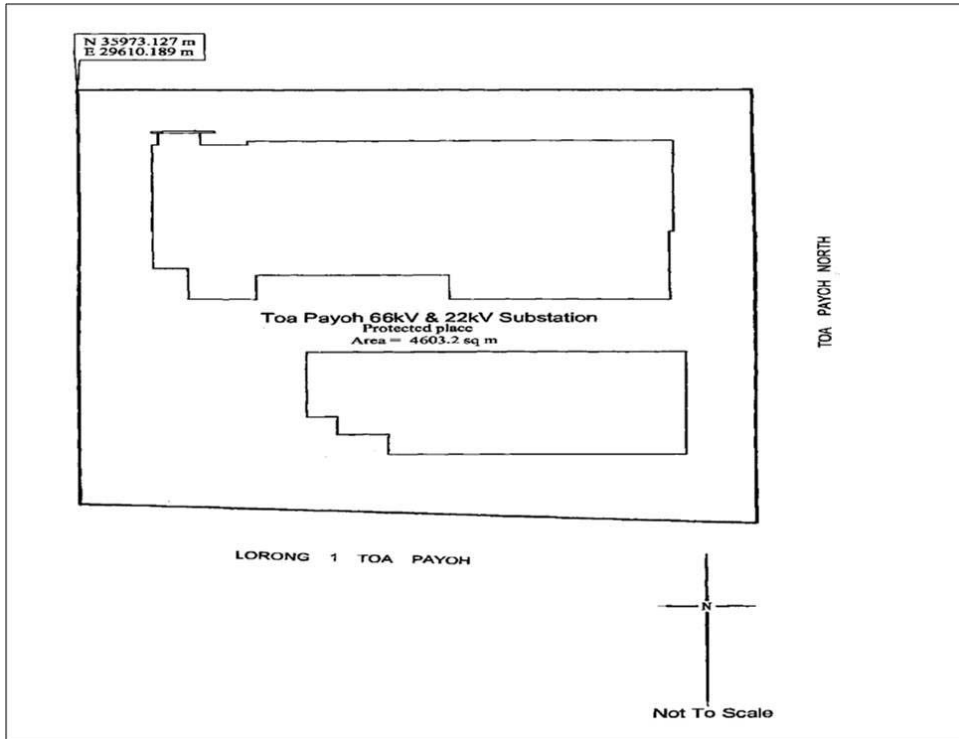 N 35973.127 m
E 29610.189 m
Toa Payoh 66kV & 22kV Substation
Protected place
Area = 4603.2 sq m
TOA PAYOH NORTH
LORONG 1 TOA PAYOH
N
Not To Scale